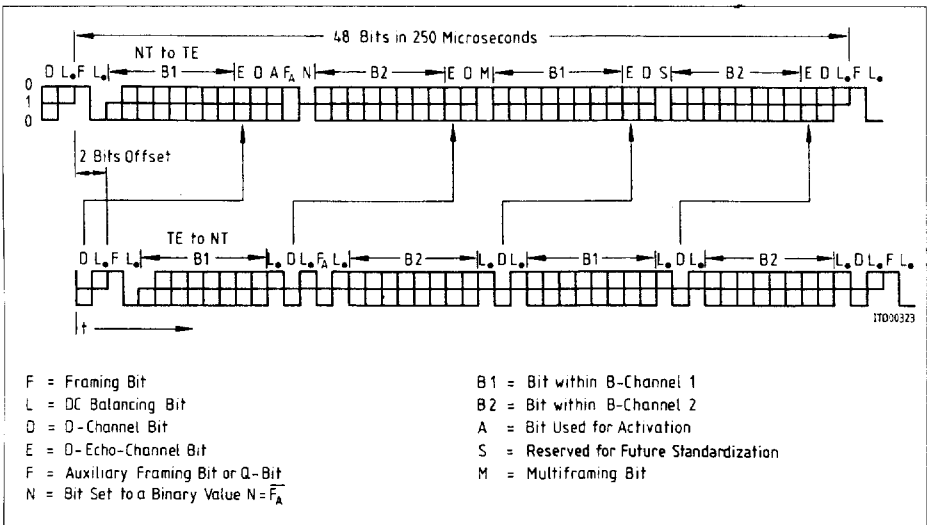 48 Bits in 250 Microseconds
NT to TE
D L. F L. B1 E D A FA N B2 E D M B1 E D S B2 E D L. F L.
0
1
0
2 Bits Offset
TE to NT
D L. F L. B1 L. D L. FA L. B2 L. D L. B1 L. D L. B2 L. D L. F L.
t
ITD00323
F = Framing Bit
L = DC Balancing Bit
D = D-Channel Bit
E = D-Echo-Channel Bit
F = Auxiliary Framing Bit or Q-Bit
N = Bit Set to a Binary Value N = F̅A̅
B1 = Bit within B-Channel 1
B2 = Bit within B-Channel 2
A = Bit Used for Activation
S = Reserved for Future Standardization
M = Multiframing Bit